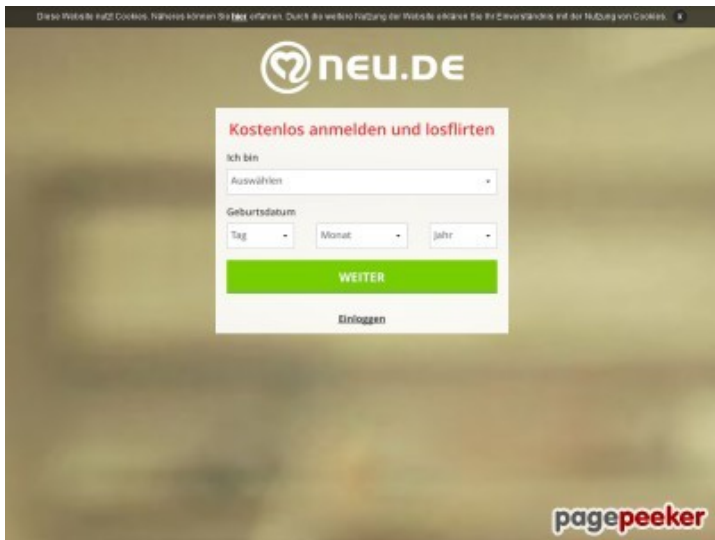 Diese Website nutzt Cookies. Näheres können Sie hier erfahren. Durch die weitere Nutzung der Website erklären Sie Ihr Einverständnis mit der Nutzung von Cookies. X
neu.de
Kostenlos anmelden und losflirten
Ich bin
Auswählen
Geburtsdatum
Tag Monat Jahr
WEITER
Einloggen
pagepeeker